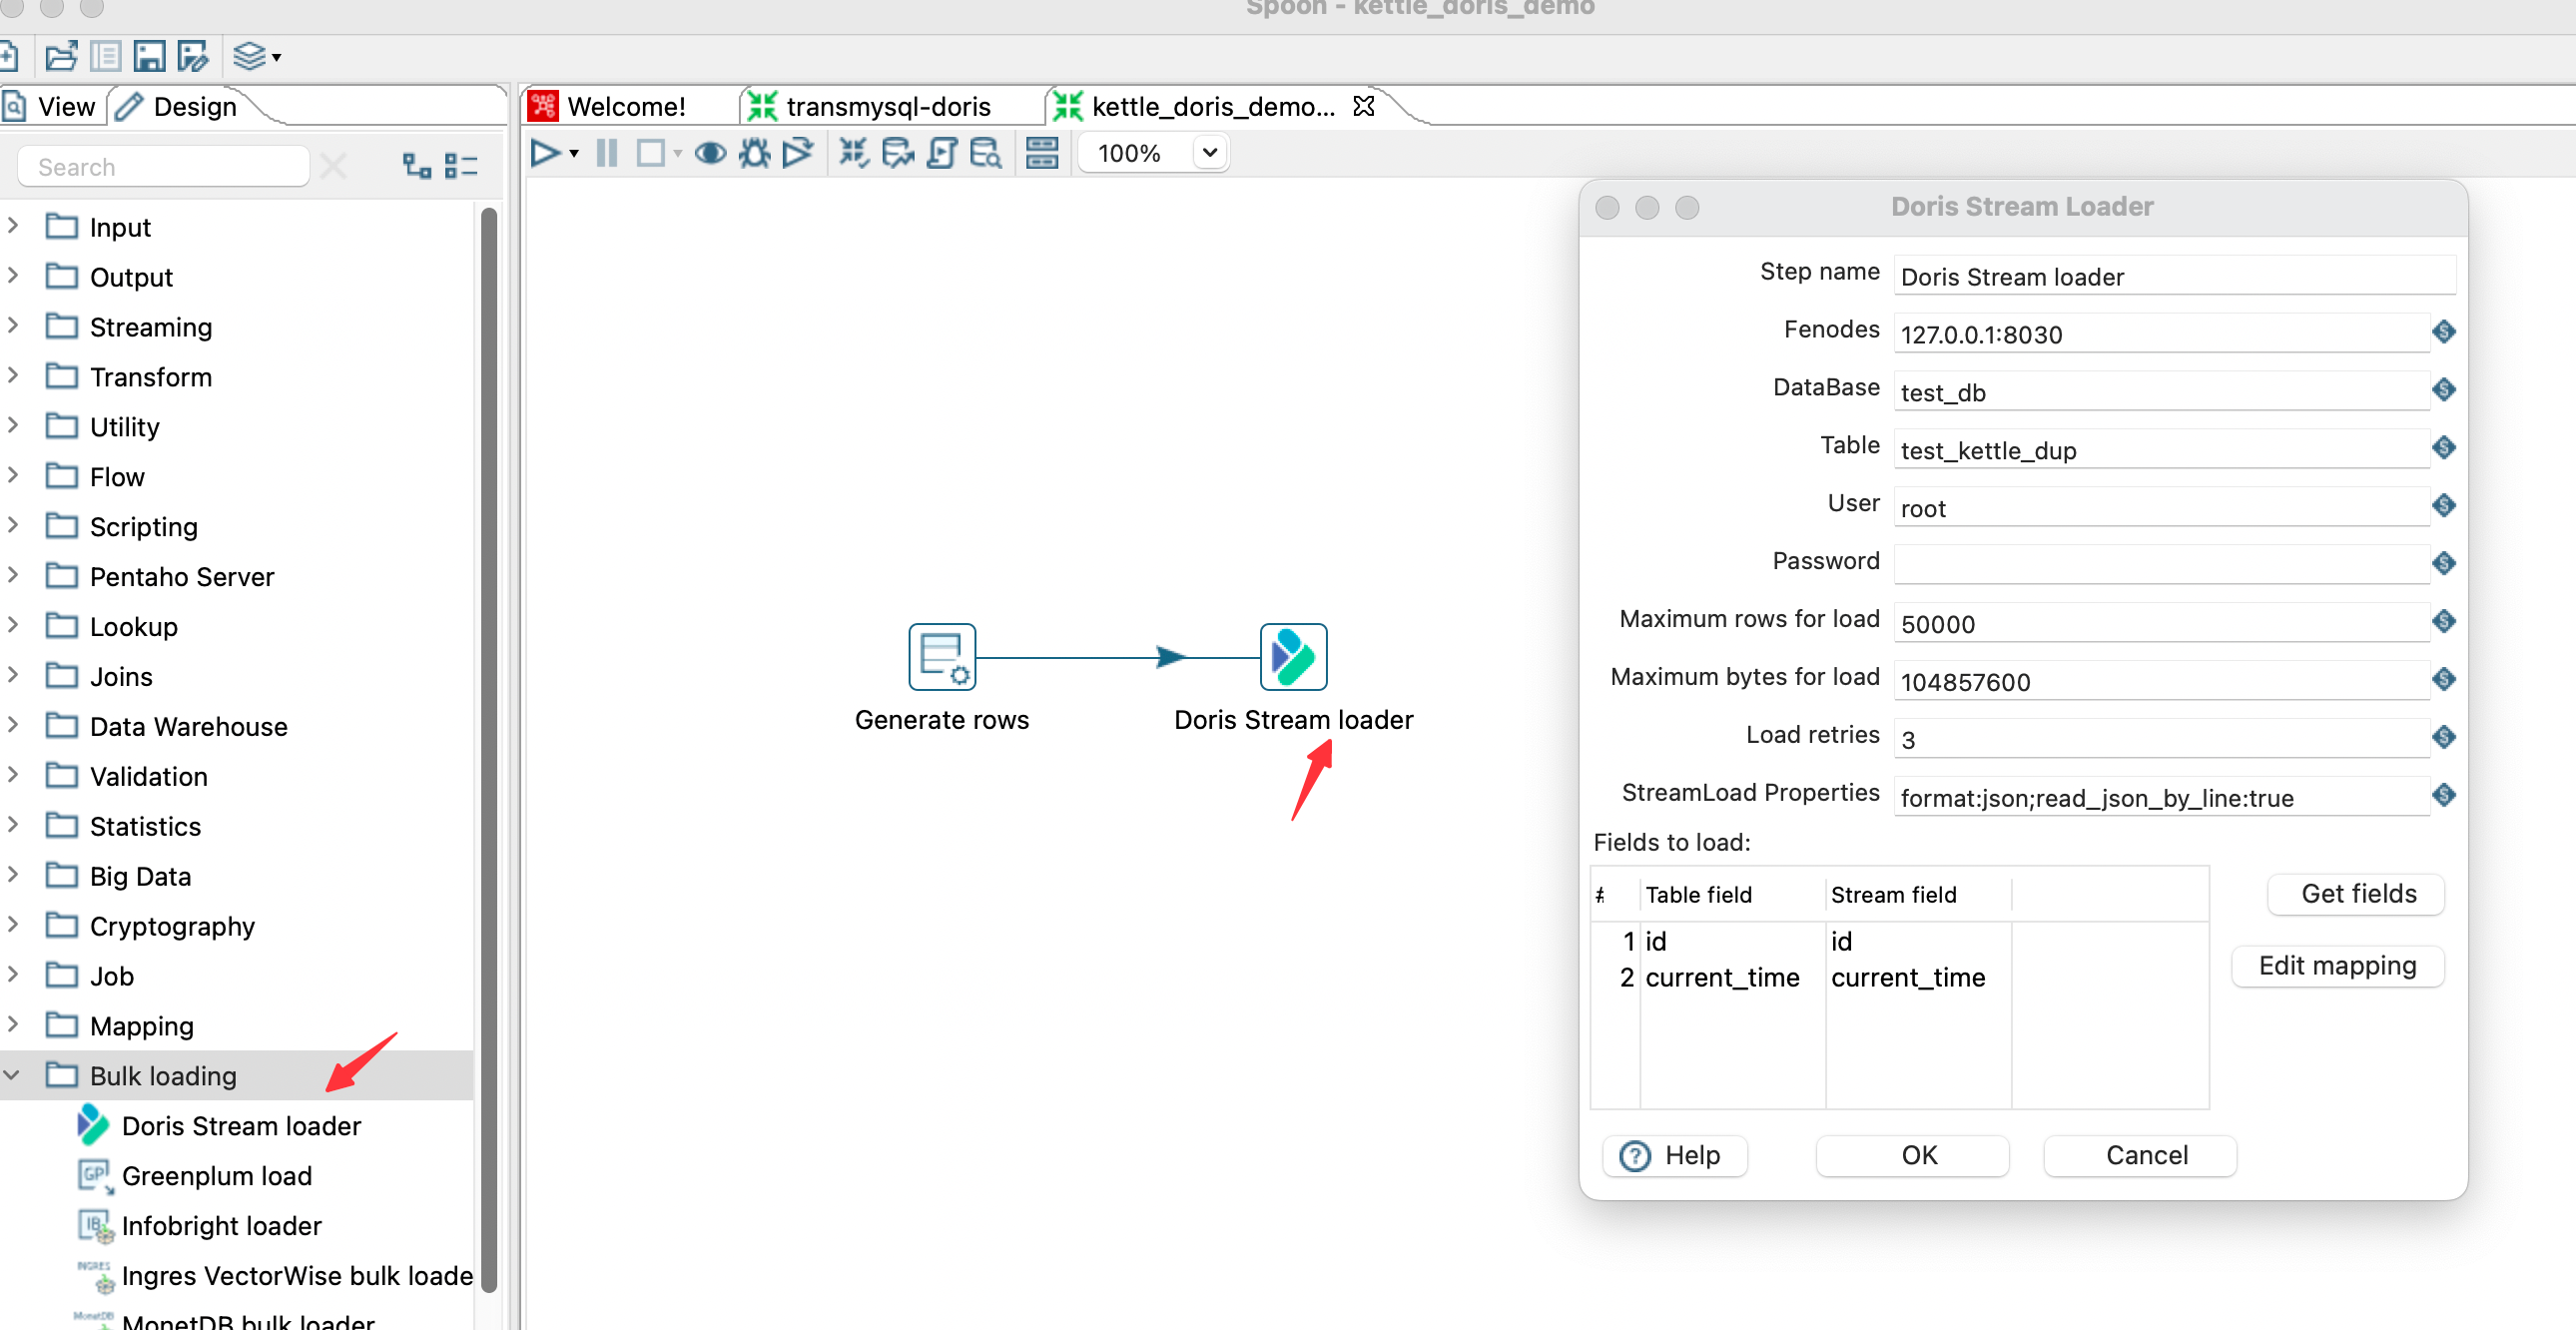 Spoon - kettle_doris_demo
View
Design
Welcome!
transmysql-doris
kettle_doris_demo...
Search
100%
Input
Output
Streaming
Transform
Utility
Flow
Scripting
Pentaho Server
Lookup
Joins
Data Warehouse
Validation
Statistics
Big Data
Cryptography
Job
Mapping
Bulk loading
Doris Stream loader
GP
Greenplum load
IB
Infobright loader
INGRES
Ingres VectorWise bulk loade
MonetDB
MonetDB bulk loader
Generate rows
Doris Stream loader
Doris Stream Loader
Step name Doris Stream loader
Fenodes 127.0.0.1:8030
DataBase test_db
Table test_kettle_dup
User root
Password
Maximum rows for load 50000
Maximum bytes for load 104857600
Load retries 3
StreamLoad Properties format:json;read_json_by_line:true
Fields to load:
# Table field Stream field
1 id id
2 current_time current_time
Get fields
Edit mapping
Help
OK
Cancel